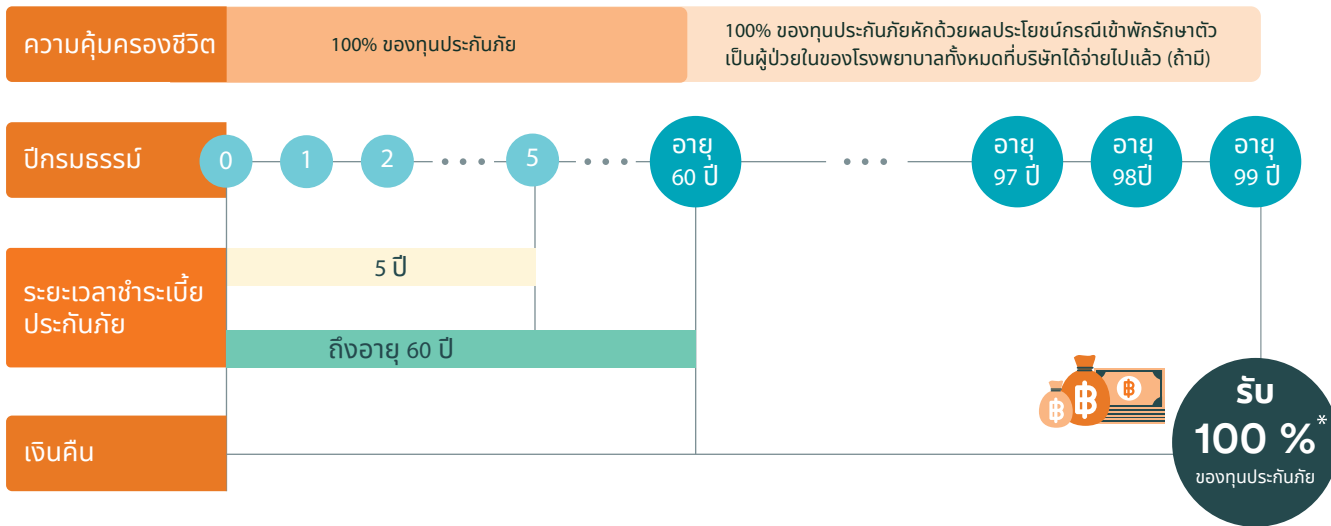 ความคุ้มครองชีวิต
100% ของทุนประกันภัย
100% ของทุนประกันภัยหักด้วยผลประโยชน์กรณีเข้าพักรักษาตัว
เป็นผู้ป่วยในของโรงพยาบาลทั้งหมดที่บริษัทได้จ่ายไปแล้ว (ถ้ามี)
ปีกรมธรรม์
0
1
2
5
อายุ
60 ปี
อายุ
97 ปี
อายุ
98ปี
อายุ
99 ปี
ระยะเวลาชำระเบี้ย
ประกันภัย
5 ปี
ถึงอายุ 60 ปี
เงินคืน
รับ
100 %*
ของทุนประกันภัย